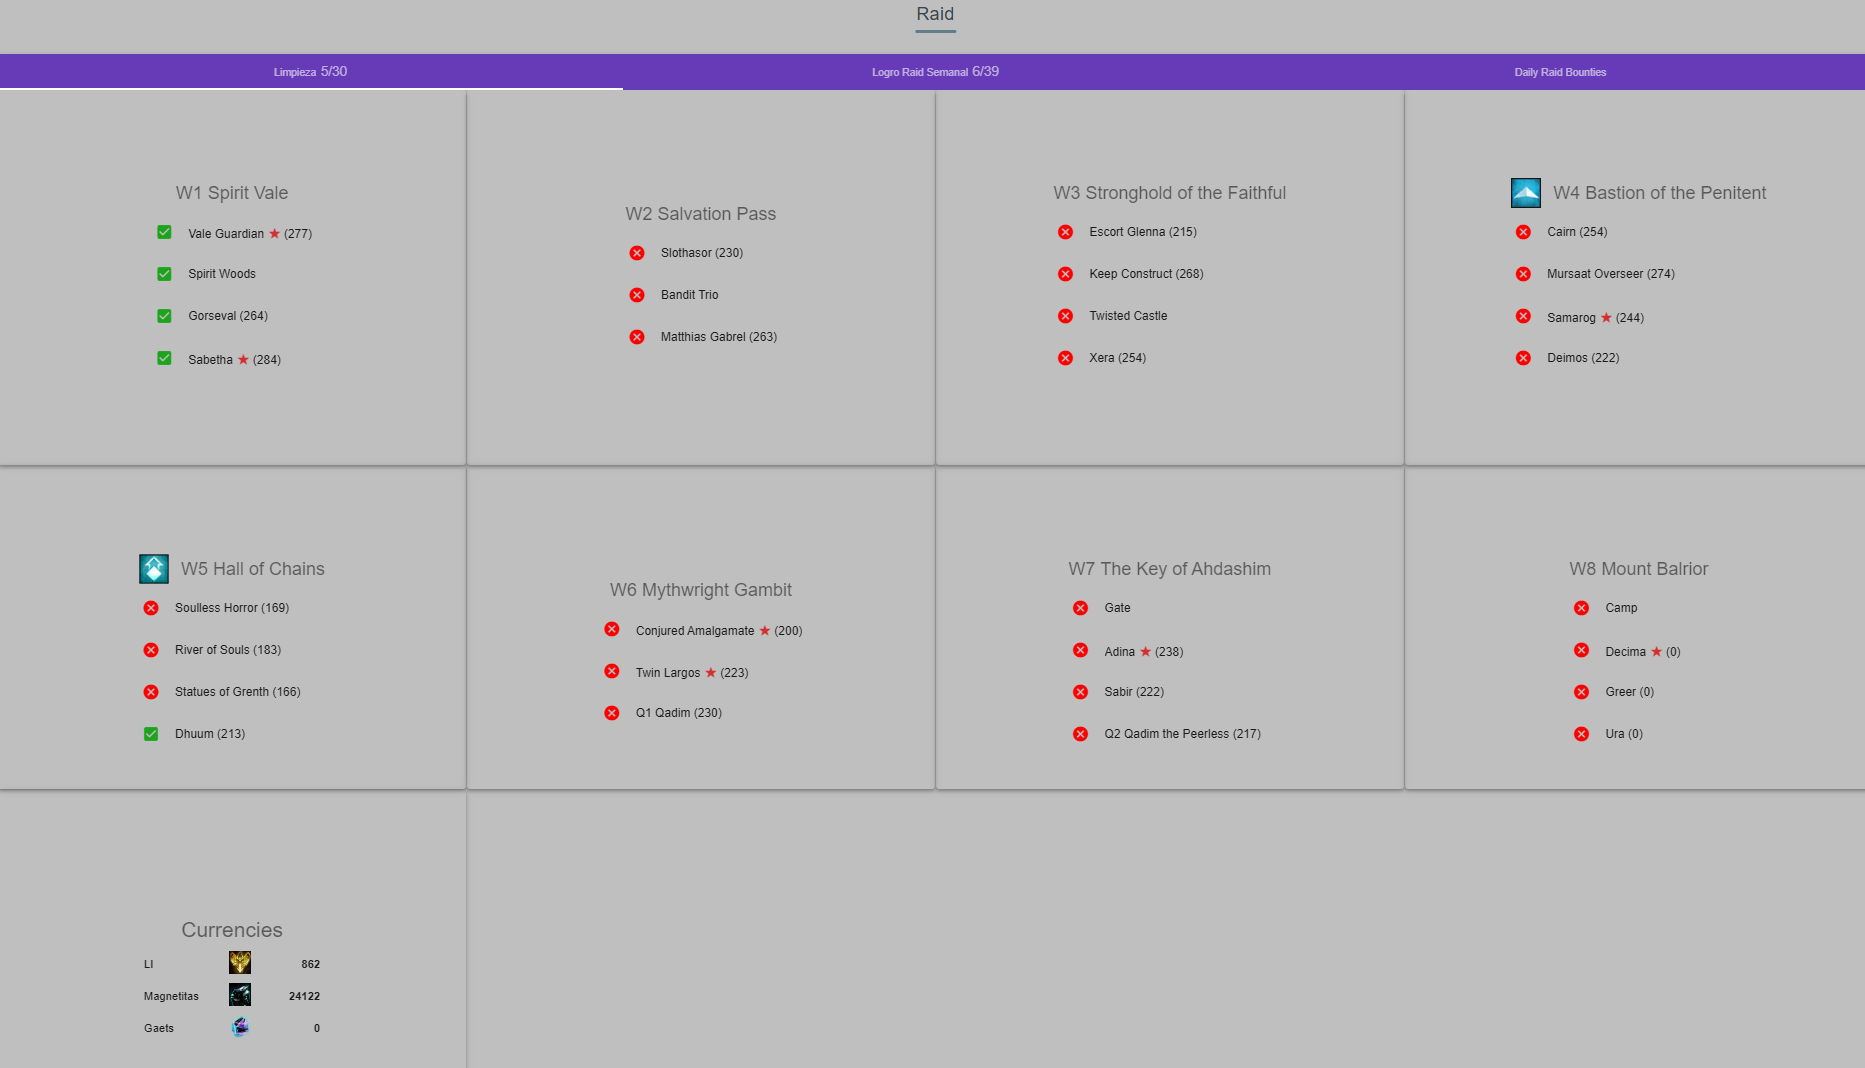 Raid
Limpieza 5/30
Logro Raid Semanal 6/39
Daily Raid Bounties
W1 Spirit Vale
Vale Guardian ★ (277)
Spirit Woods
Gorseval (264)
Sabetha ★ (284)
W2 Salvation Pass
Slothasor (230)
Bandit Trio
Matthias Gabrel (263)
W3 Stronghold of the Faithful
Escort Glenna (215)
Keep Construct (268)
Twisted Castle
Xera (254)
W4 Bastion of the Penitent
Cairn (254)
Mursaat Overseer (274)
Samarog ★ (244)
Deimos (222)
W5 Hall of Chains
Soulless Horror (169)
River of Souls (183)
Statues of Grenth (166)
Dhuum (213)
W6 Mythwright Gambit
Conjured Amalgamate ★ (200)
Twin Largos ★ (223)
Q1 Qadim (230)
W7 The Key of Ahdashim
Gate
Adina ★ (238)
Sabir (222)
Q2 Qadim the Peerless (217)
W8 Mount Balrior
Camp
Decima ★ (0)
Greer (0)
Ura (0)
Currencies
LI 862
Magnetitas 24122
Gaets 0